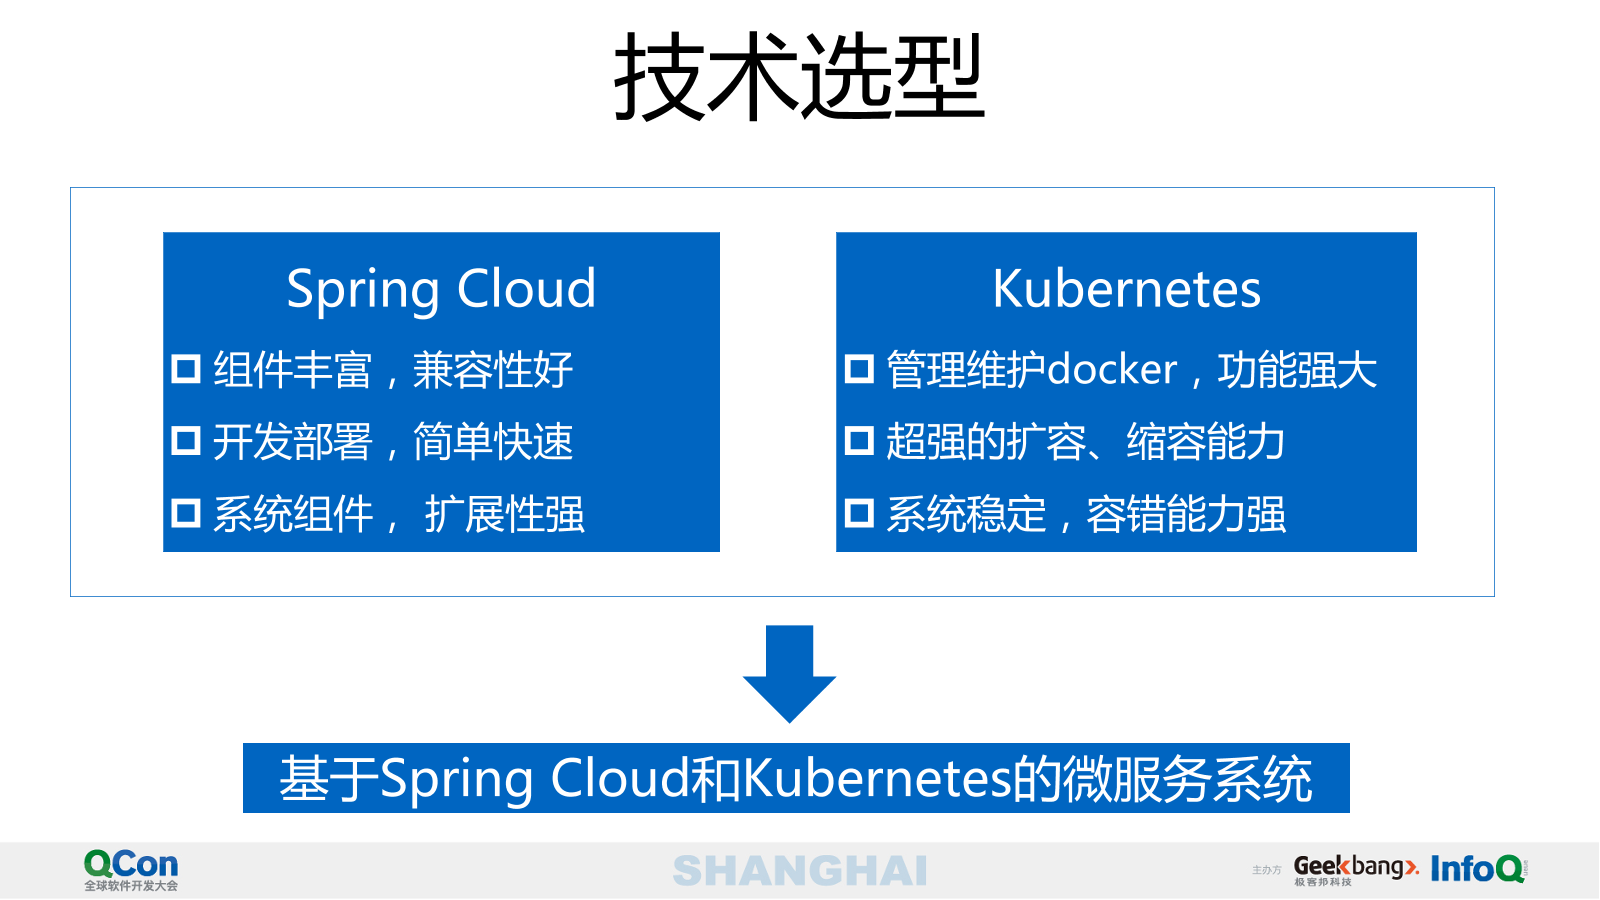 技术选型
Spring Cloud
组件丰富，兼容性好
开发部署，简单快速
系统组件， 扩展性强
Kubernetes
管理维护docker，功能强大
超强的扩容、缩容能力
系统稳定，容错能力强
基于Spring Cloud和Kubernetes的微服务系统
QCon
全球软件开发大会
SHANGHAI
主办方
Geekbang
极客邦科技
InfoQ